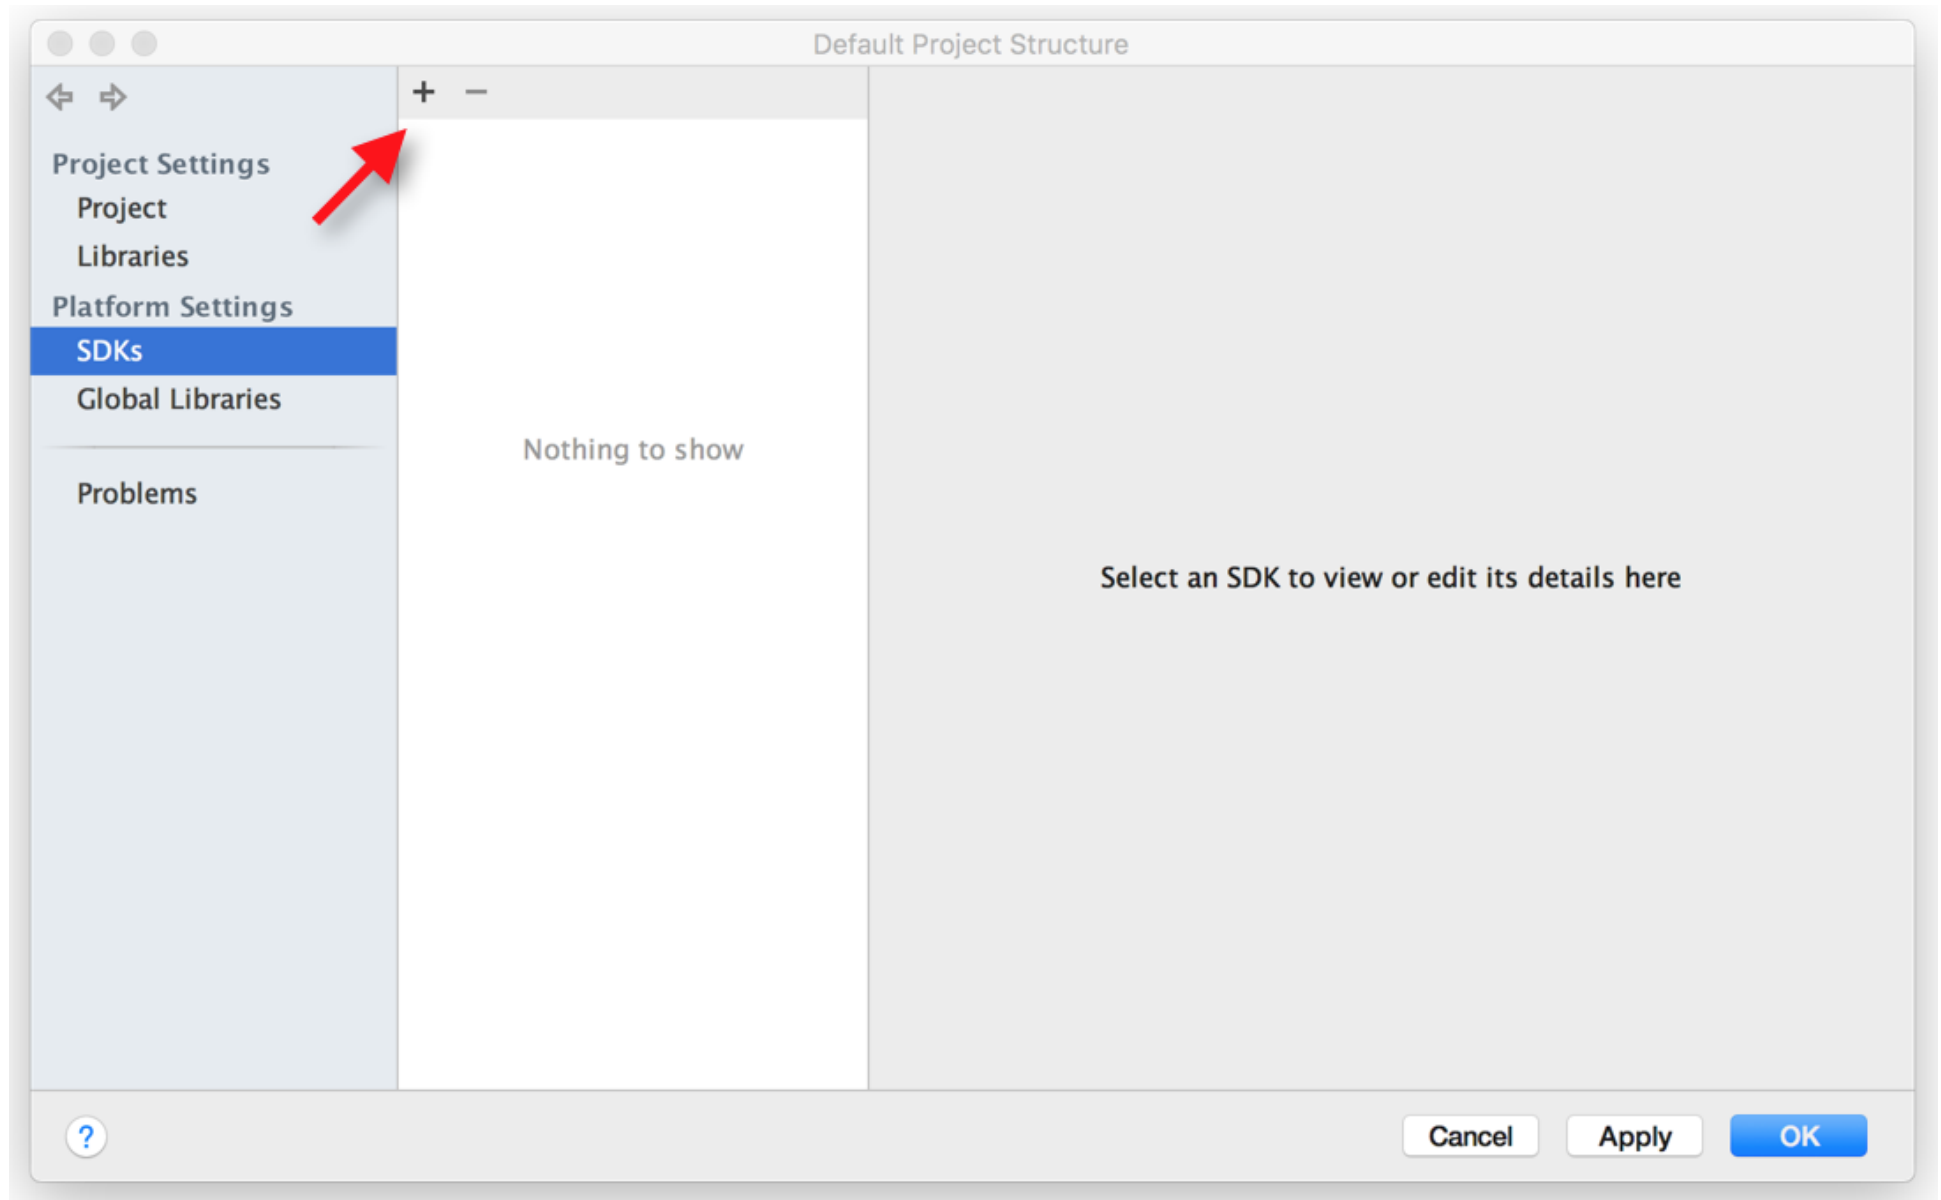 Default Project Structure
+ −
Project Settings
Project
Libraries
Platform Settings
SDKs
Global Libraries
Problems
Nothing to show
Select an SDK to view or edit its details here
?
Cancel
Apply
OK